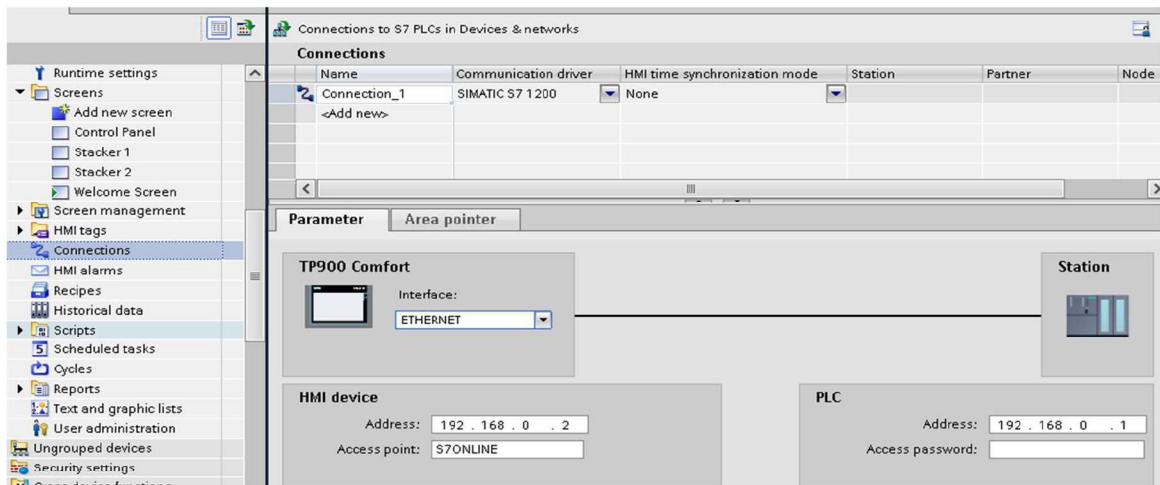 Connections to S7 PLCs in Devices & networks
Connections
Name Communication driver HMI time synchronization mode Station Partner Node
Connection_1 SIMATIC S7 1200 None
<Add new>
Runtime settings
Screens
Add new screen
Control Panel
Stacker 1
Stacker 2
Welcome Screen
Screen management
HMI tags
Connections
HMI alarms
Recipes
Historical data
Scripts
Scheduled tasks
Cycles
Reports
Text and graphic lists
User administration
Ungrouped devices
Security settings
Cross-device functions
Parameter Area pointer
TP900 Comfort
Interface:
ETHERNET
Station
HMI device
Address: 192 . 168 . 0 . 2
Access point: S7ONLINE
PLC
Address: 192 . 168 . 0 . 1
Access password: